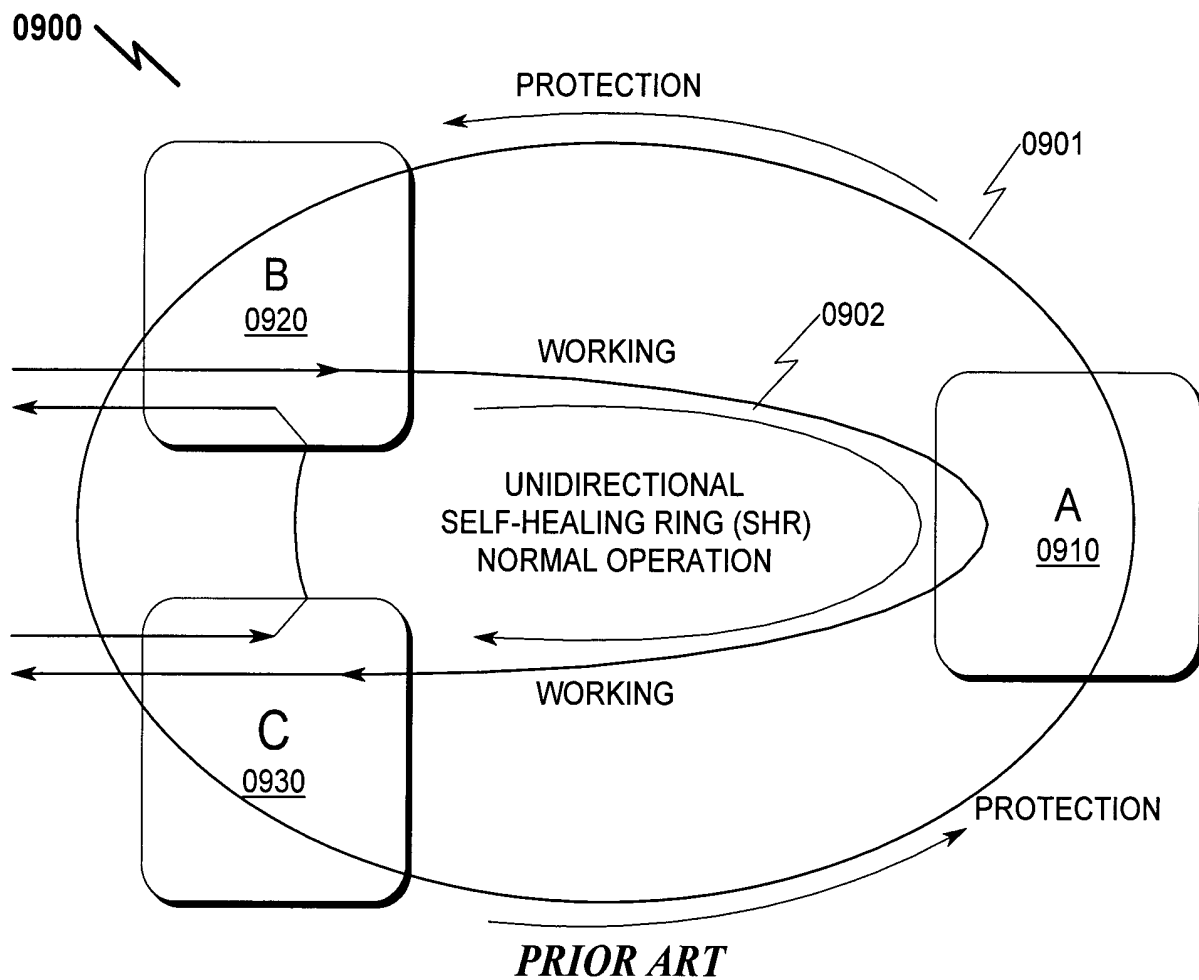 0900
PROTECTION
0901
B
0920
0902
WORKING
UNIDIRECTIONAL
SELF-HEALING RING (SHR)
NORMAL OPERATION
A
0910
WORKING
C
0930
PROTECTION
PRIOR ART